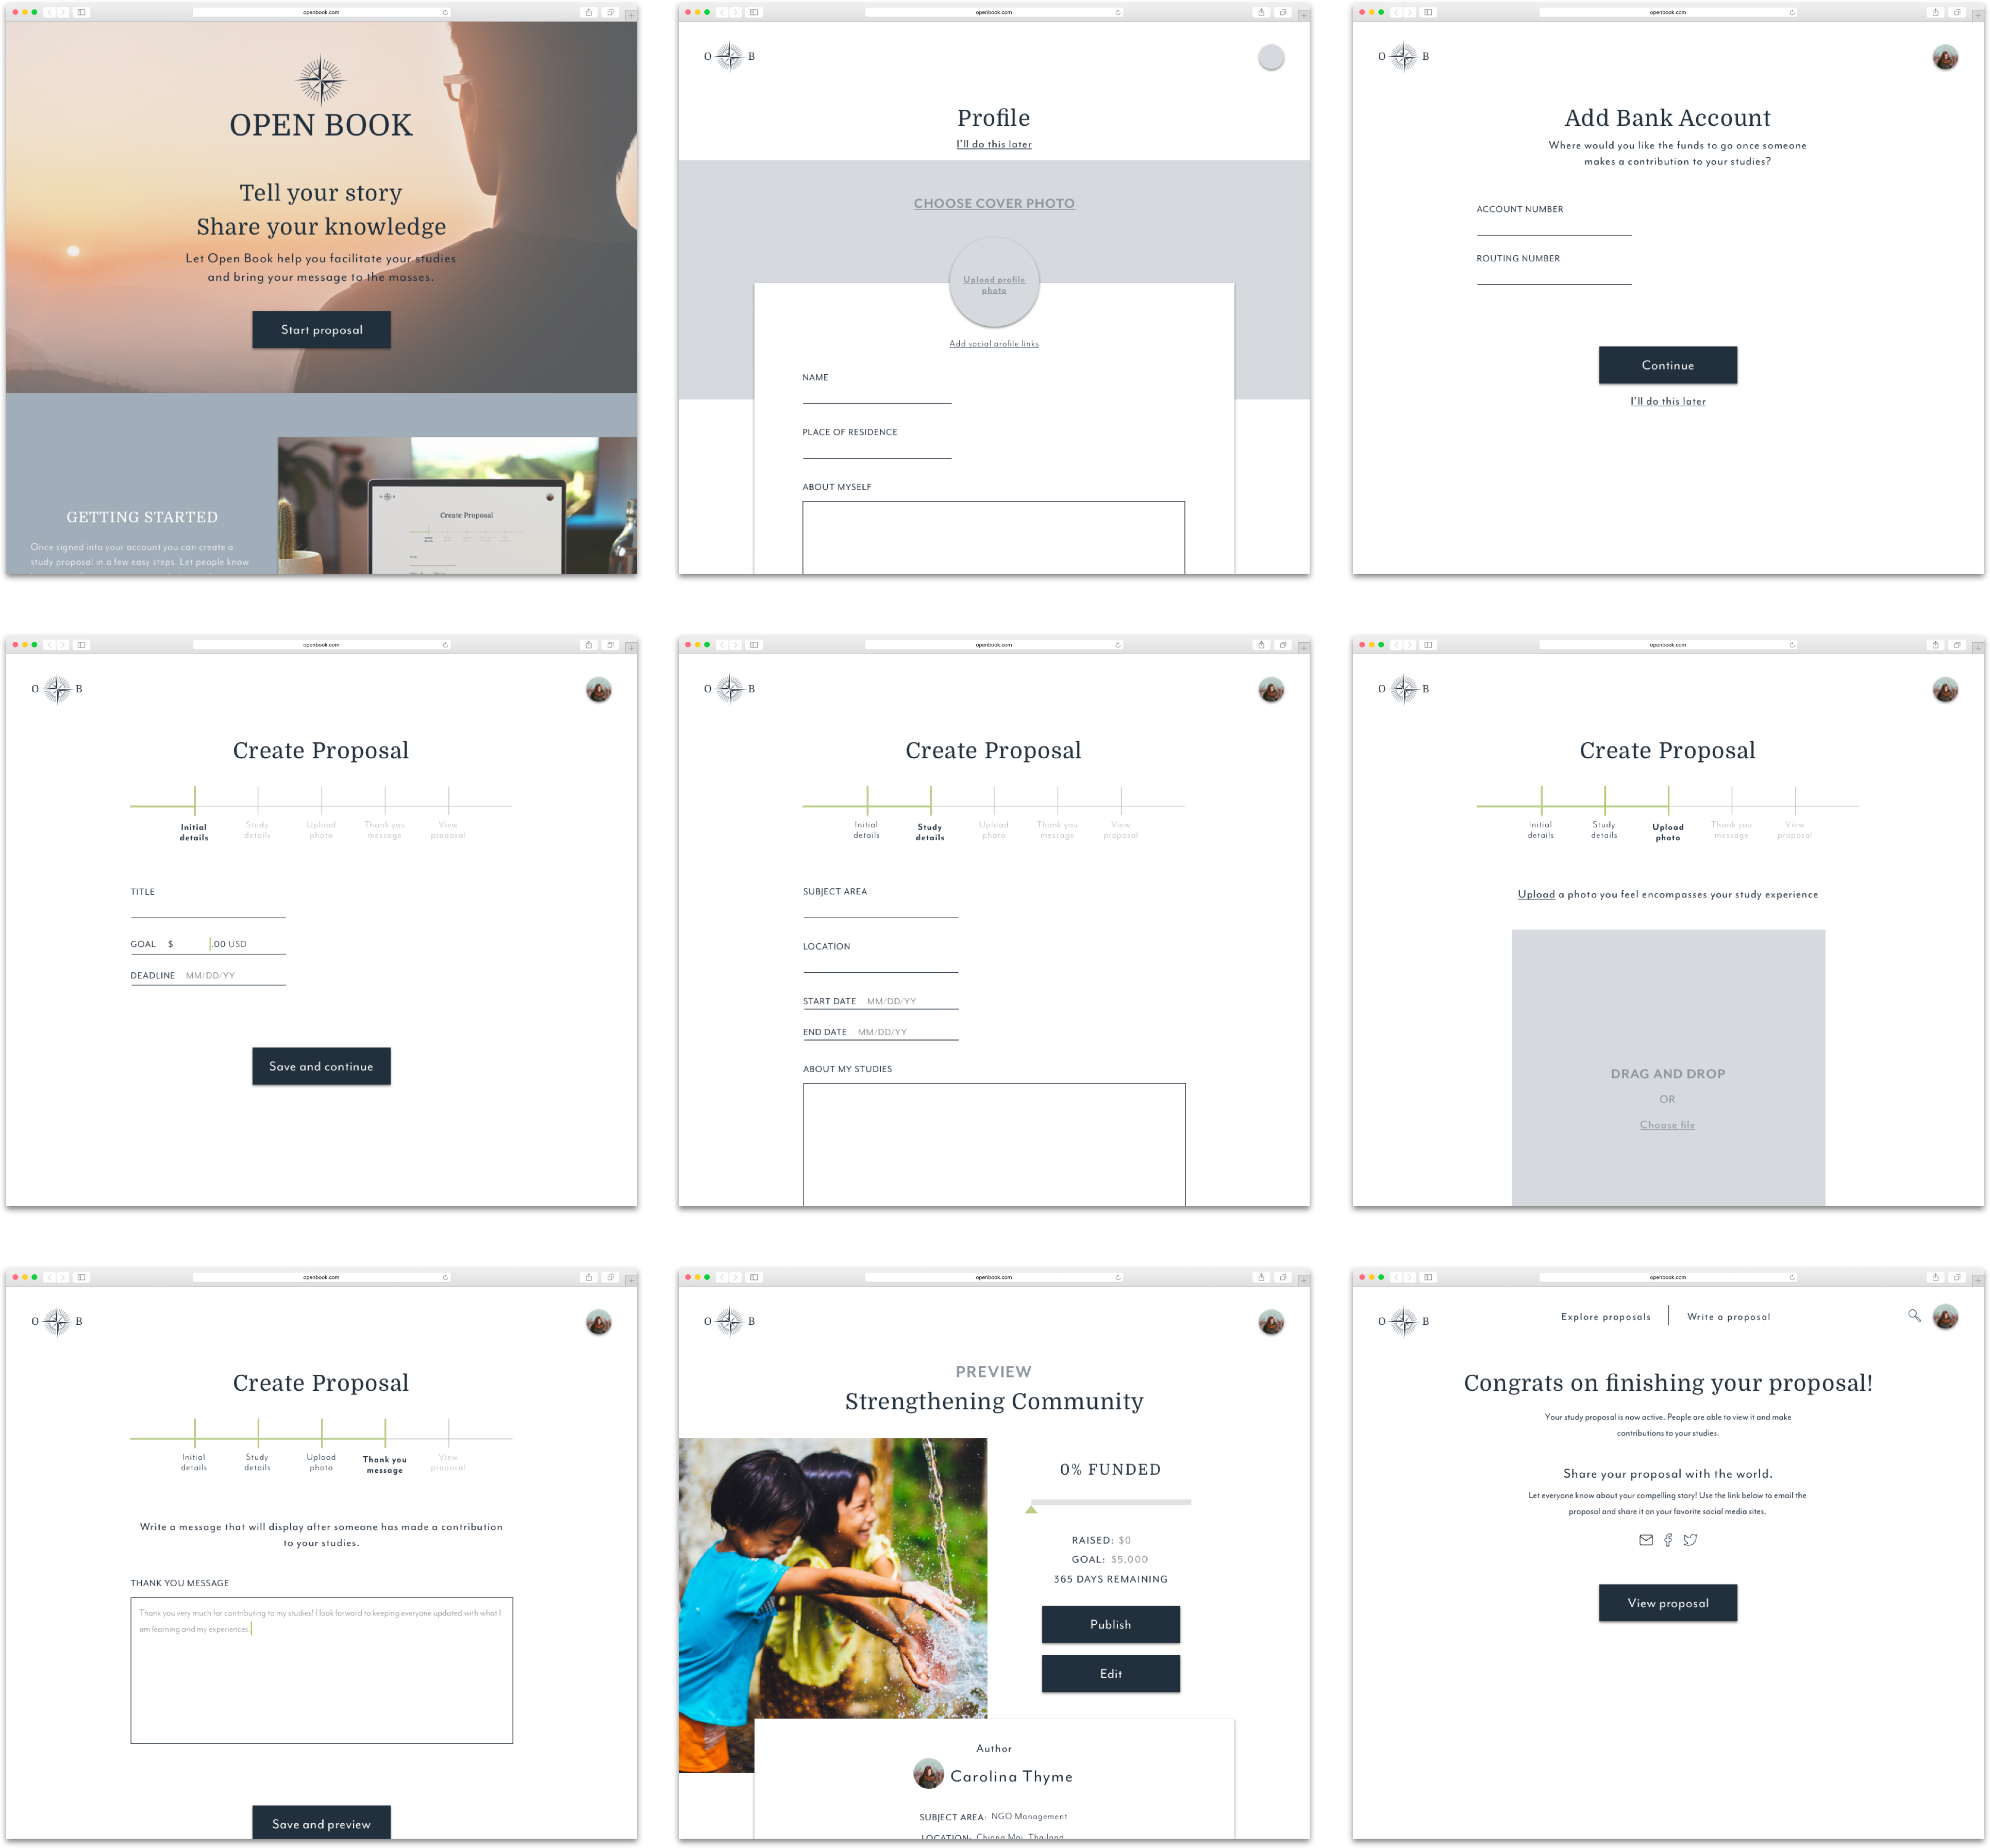 openbook.com
OPEN BOOK
Tell your story
Share your knowledge
Let Open Book help you facilitate your studies
and bring your message to the masses.
Start proposal
GETTING STARTED
Once signed into your account you can create a
study proposal in a few easy steps. Let people know
Create Proposal
openbook.com
O B
Profile
I'll do this later
CHOOSE COVER PHOTO
Upload profile
photo
Add social profile links
NAME
PLACE OF RESIDENCE
ABOUT MYSELF
openbook.com
O B
Add Bank Account
Where would you like the funds to go once someone
makes a contribution to your studies?
ACCOUNT NUMBER
ROUTING NUMBER
Continue
I'll do this later
openbook.com
O B
Create Proposal
Initial details
Study details
Upload photo
Thank you message
View proposal
TITLE
GOAL $ .00 USD
DEADLINE MM/DD/YY
Save and continue
openbook.com
O B
Create Proposal
Initial details
Study details
Upload photo
Thank you message
View proposal
SUBJECT AREA
LOCATION
START DATE MM/DD/YY
END DATE MM/DD/YY
ABOUT MY STUDIES
openbook.com
O B
Create Proposal
Initial details
Study details
Upload photo
Thank you message
View proposal
Upload a photo you feel encompasses your study experience
DRAG AND DROP
OR
Choose file
openbook.com
O B
Create Proposal
Initial details
Study details
Upload photo
Thank you message
View proposal
Write a message that will display after someone has made a contribution
to your studies.
THANK YOU MESSAGE
Thank you very much for contributing to my studies! I look forward to keeping everyone updated with what I
am learning and my experiences.
Save and preview
openbook.com
O B
PREVIEW
Strengthening Community
0% FUNDED
RAISED: $0
GOAL: $5,000
365 DAYS REMAINING
Publish
Edit
Author
Carolina Thyme
SUBJECT AREA: NGO Management
LOCATION: Chiang Mai, Thailand
openbook.com
O B
Explore proposals
Write a proposal
Congrats on finishing your proposal!
Your study proposal is now active. People are able to view it and make
contributions to your studies.
Share your proposal with the world.
Let everyone know about your compelling story! Use the link below to email the
proposal and share it on your favorite social media sites.
View proposal